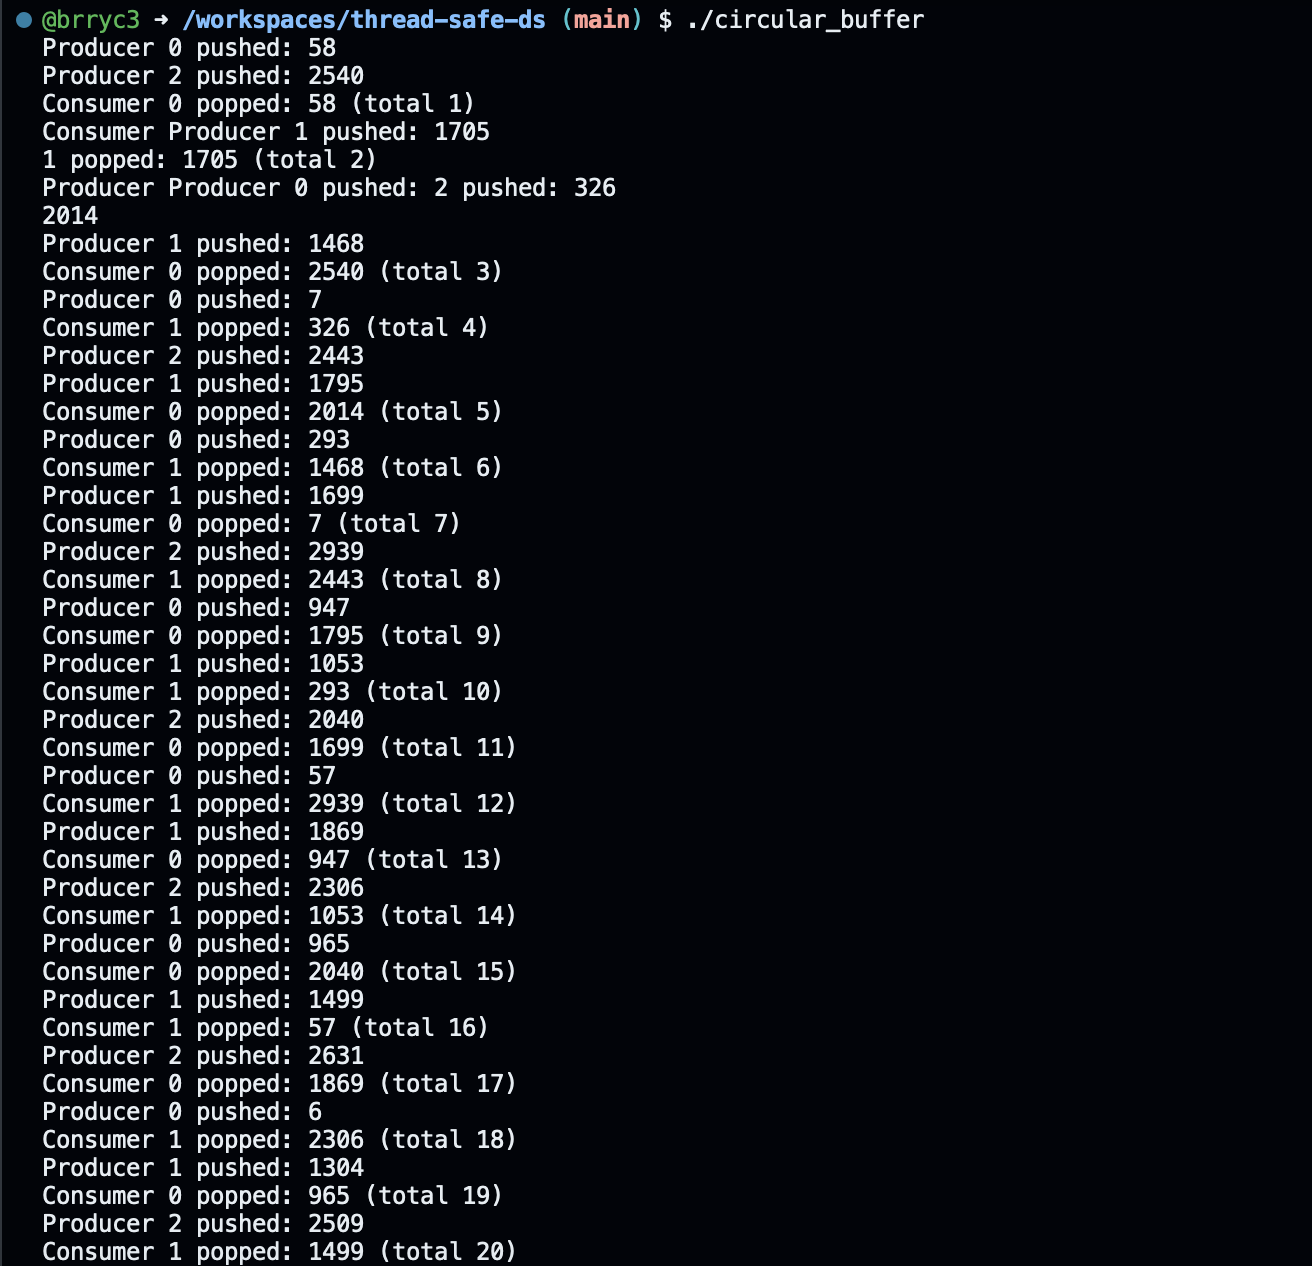 @brryc3 ➜ /workspaces/thread-safe-ds (main) $ ./circular_buffer
Producer 0 pushed: 58
Producer 2 pushed: 2540
Consumer 0 popped: 58 (total 1)
Consumer Producer 1 pushed: 1705
1 popped: 1705 (total 2)
Producer Producer 0 pushed: 2 pushed: 326
2014
Producer 1 pushed: 1468
Consumer 0 popped: 2540 (total 3)
Producer 0 pushed: 7
Consumer 1 popped: 326 (total 4)
Producer 2 pushed: 2443
Producer 1 pushed: 1795
Consumer 0 popped: 2014 (total 5)
Producer 0 pushed: 293
Consumer 1 popped: 1468 (total 6)
Producer 1 pushed: 1699
Consumer 0 popped: 7 (total 7)
Producer 2 pushed: 2939
Consumer 1 popped: 2443 (total 8)
Producer 0 pushed: 947
Consumer 0 popped: 1795 (total 9)
Producer 1 pushed: 1053
Consumer 1 popped: 293 (total 10)
Producer 2 pushed: 2040
Consumer 0 popped: 1699 (total 11)
Producer 0 pushed: 57
Consumer 1 popped: 2939 (total 12)
Producer 1 pushed: 1869
Consumer 0 popped: 947 (total 13)
Producer 2 pushed: 2306
Consumer 1 popped: 1053 (total 14)
Producer 0 pushed: 965
Consumer 0 popped: 2040 (total 15)
Producer 1 pushed: 1499
Consumer 1 popped: 57 (total 16)
Producer 2 pushed: 2631
Consumer 0 popped: 1869 (total 17)
Producer 0 pushed: 6
Consumer 1 popped: 2306 (total 18)
Producer 1 pushed: 1304
Consumer 0 popped: 965 (total 19)
Producer 2 pushed: 2509
Consumer 1 popped: 1499 (total 20)